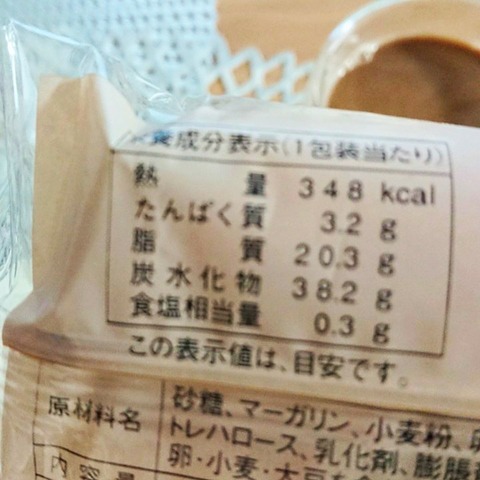 栄養成分表示(1包装当たり)
熱量 348 kcal
たんぱく質 3.2 g
脂質 20.3 g
炭水化物 38.2 g
食塩相当量 0.3 g
この表示値は、目安です。
原材料名 砂糖、マーガリン、小麦粉、卵
トレハロース、乳化剤、膨脹
卵・小麦・大豆を
内容量